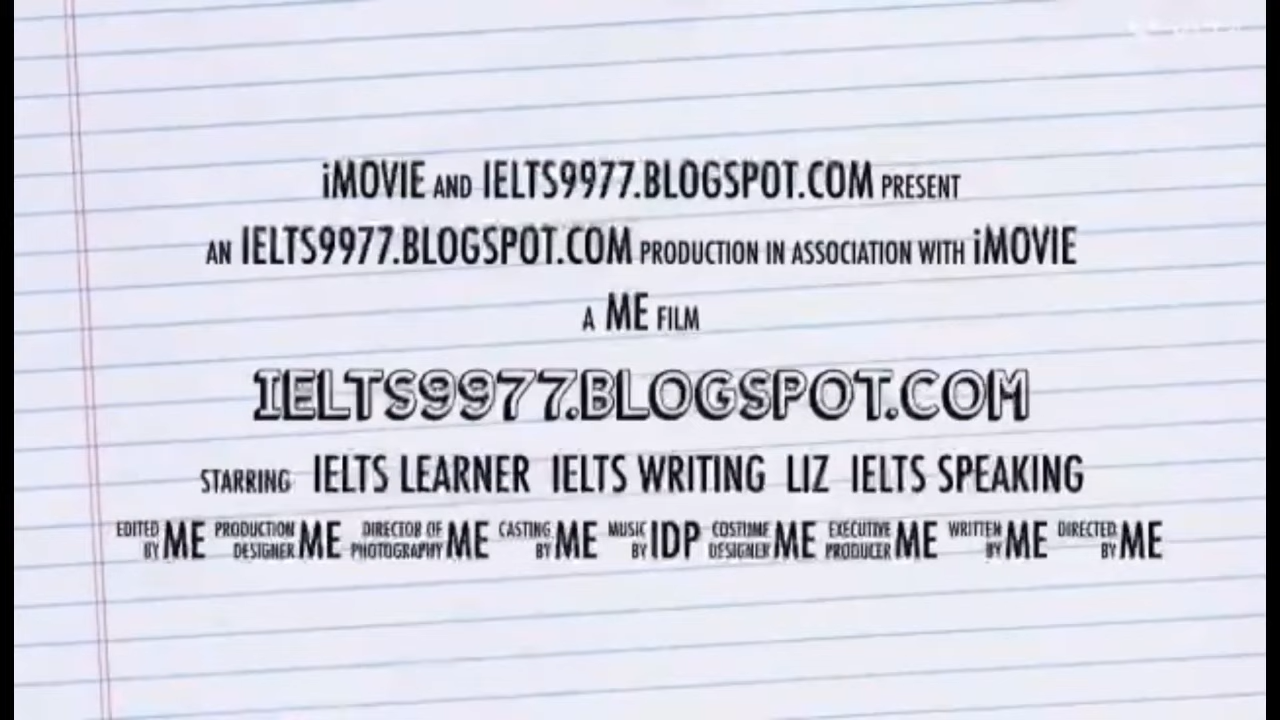 iMOVIE AND IELTS9977.BLOGSPOT.COM PRESENT
AN IELTS9977.BLOGSPOT.COM PRODUCTION IN ASSOCIATION WITH iMOVIE
A ME FILM
IELTS9977.BLOGSPOT.COM
STARRING IELTS LEARNER IELTS WRITING LIZ IELTS SPEAKING
EDITED BY ME PRODUCTION DESIGNER ME DIRECTOR OF PHOTOGRAPHY ME CASTING BY ME MUSIC BY IDP COSTUME DESIGNER ME EXECUTIVE PRODUCER ME WRITTEN BY ME DIRECTED BY ME